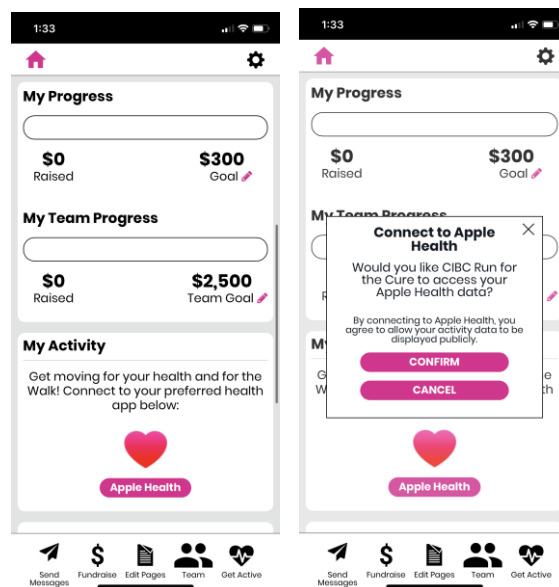 1:33
My Progress
$0
$300
Raised
Goal
My Team Progress
$0
$2,500
Raised
Team Goal
My Activity
Get moving for your health and for the
Walk! Connect to your preferred health
app below:
Apple Health
Send
Messages
Fundraise
Edit Pages
Team
Get Active
1:33
My Progress
$0
$300
Raised
Goal
My Team Progress
Connect to Apple
Health
Would you like CIBC Run for
the Cure to access your
Apple Health data?
By connecting to Apple Health, you
agree to allow your activity data to be
displayed publicly.
CONFIRM
CANCEL
Apple Health
Send
Messages
Fundraise
Edit Pages
Team
Get Active